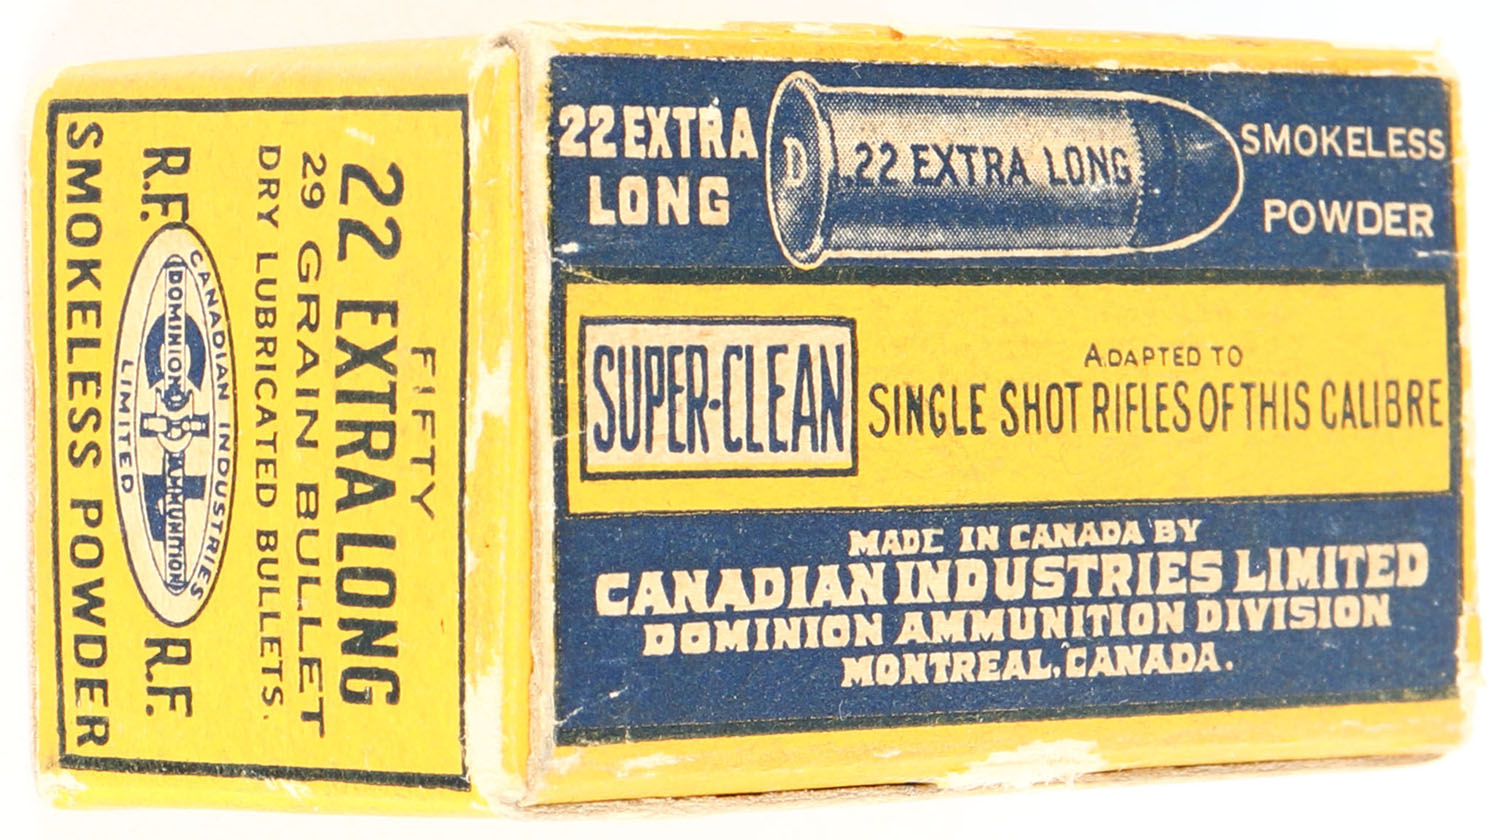 FIFTY
22 EXTRA LONG
29 GRAIN BULLET
DRY LUBRICATED BULLETS.
R.F.
CANADIAN INDUSTRIES
DOMINION AMMUNITION
LIMITED
R.F.
SMOKELESS POWDER
22 EXTRA
LONG
D
.22 EXTRA LONG
SMOKELESS
POWDER
SUPER-CLEAN
ADAPTED TO
SINGLE SHOT RIFLES OF THIS CALIBRE
MADE IN CANADA BY
CANADIAN INDUSTRIES LIMITED
DOMINION AMMUNITION DIVISION
MONTREAL, CANADA.